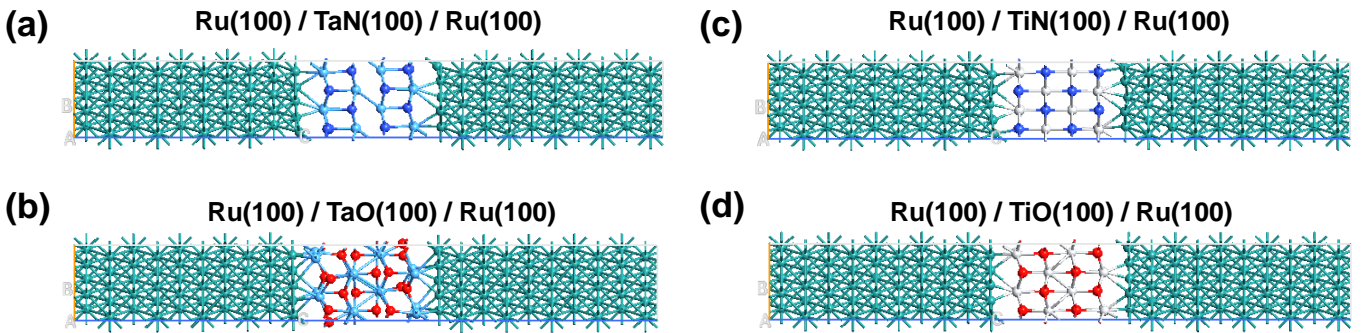 (a) Ru(100) / TaN(100) / Ru(100)
B
A
C
(b) Ru(100) / TaO(100) / Ru(100)
B
A
C
(c) Ru(100) / TiN(100) / Ru(100)
B
A
(d) Ru(100) / TiO(100) / Ru(100)
B
A
C